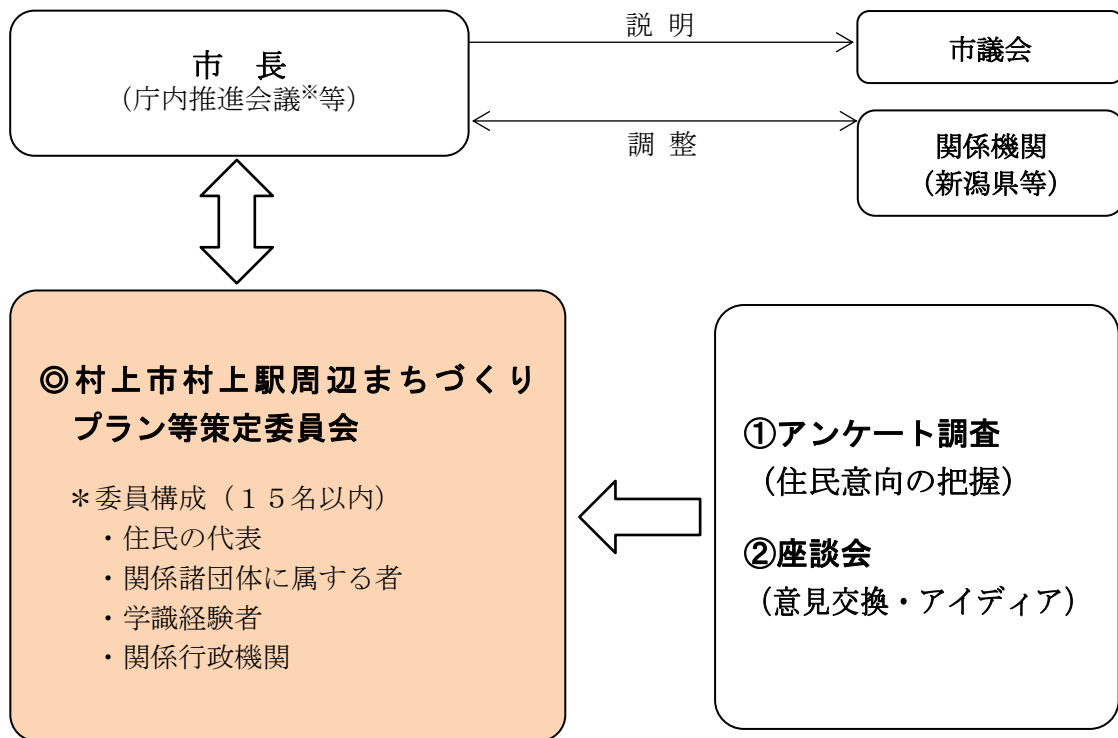 市 長
（庁内推進会議※等）
説 明
市議会
調 整
関係機関
（新潟県等）
◎村上市村上駅周辺まちづくり
プラン等策定委員会
＊委員構成（１５名以内）
・住民の代表
・関係諸団体に属する者
・学識経験者
・関係行政機関
①アンケート調査
（住民意向の把握）
②座談会
（意見交換・アイディア）